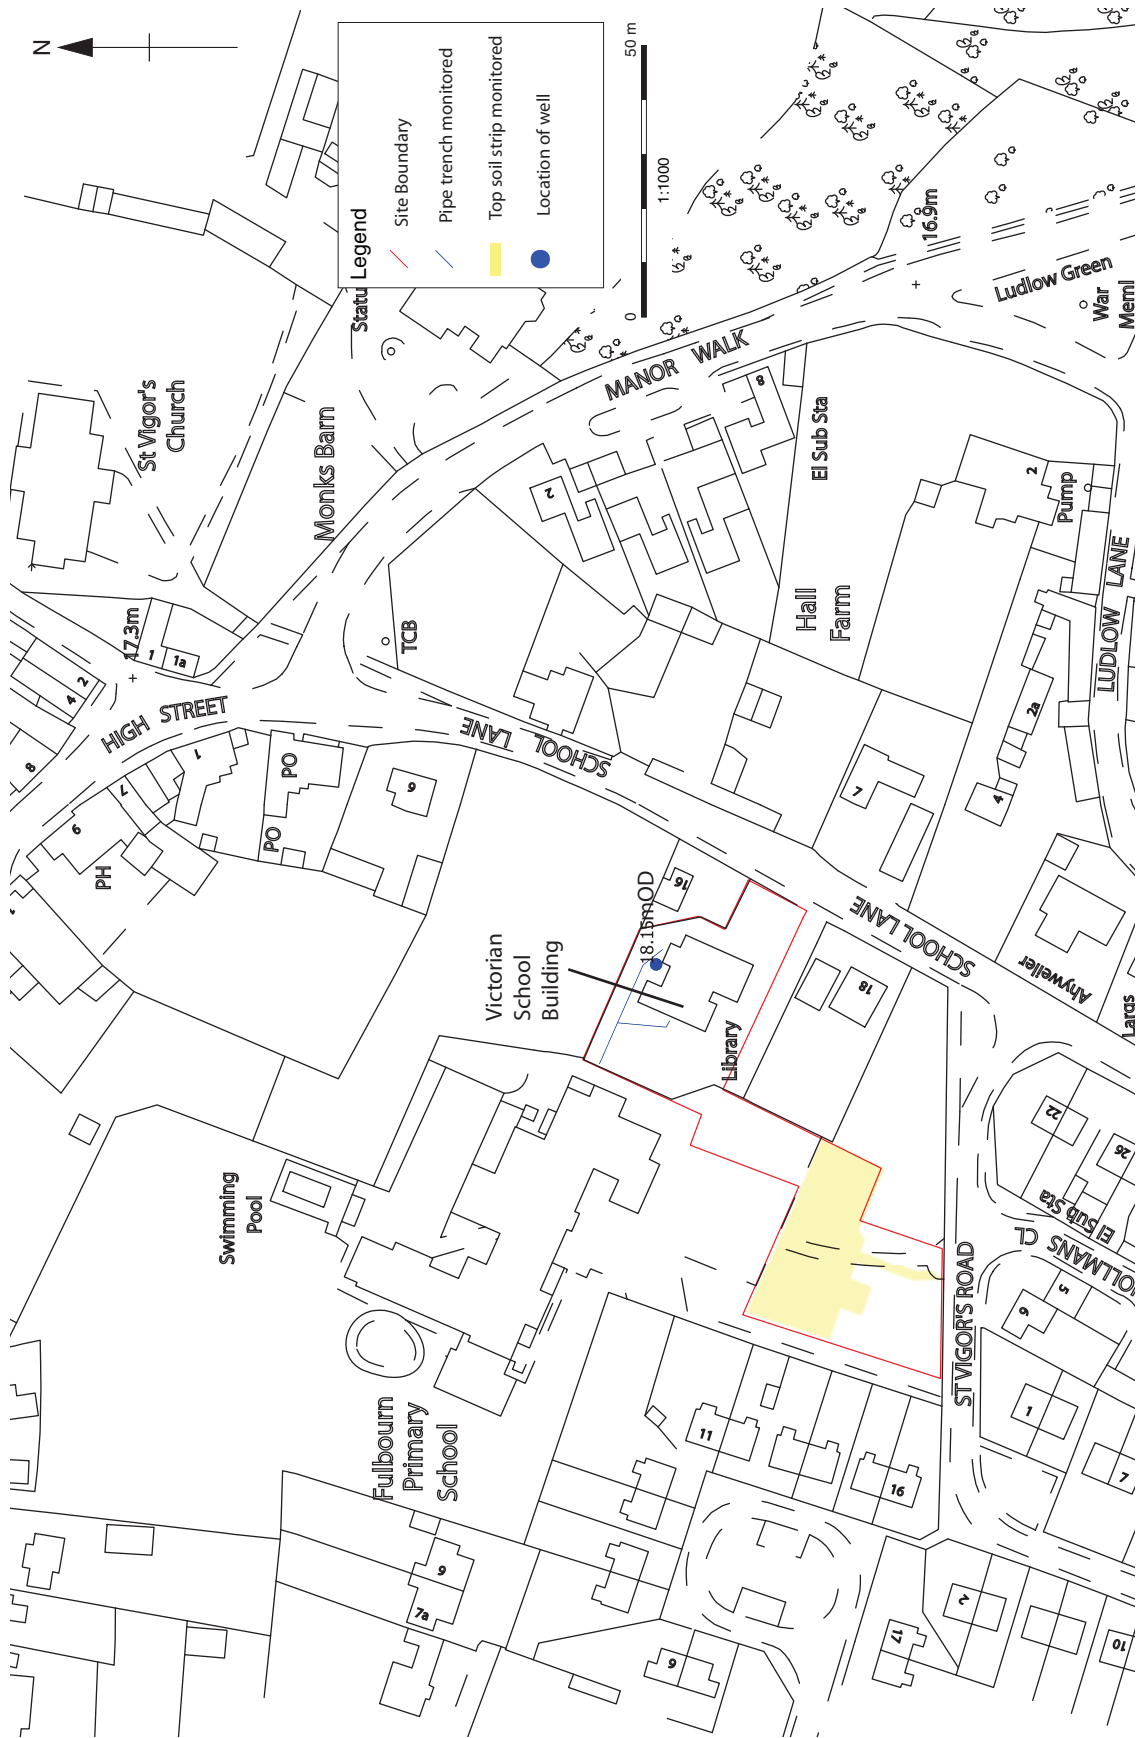 N
Legend
Site Boundary
Pipe trench monitored
Top soil strip monitored
Location of well
0
50 m
1:1000
Statu
St Vigor's
Church
Monks Barn
17.3m
1
1a
2
4
8
HIGH STREET
1
7
6
PH
PO
PO
9
TCB
SCHOOL LANE
MANOR WALK
2
8
El Sub Sta
16.9m
Ludlow Green
War
Meml
Hall
Farm
2
Pump
LUDLOW LANE
2a
4
7
16
18.15mOD
Victorian
School
Building
Library
18
SCHOOL LANE
Ahyweller
Largs
Swimming
Pool
Fulbourn
Primary
School
ST VIGOR'S ROAD
22
26
El Sub Sta
OLLMANS CL
5
6
1
7
11
16
9
7a
9
17
2
10